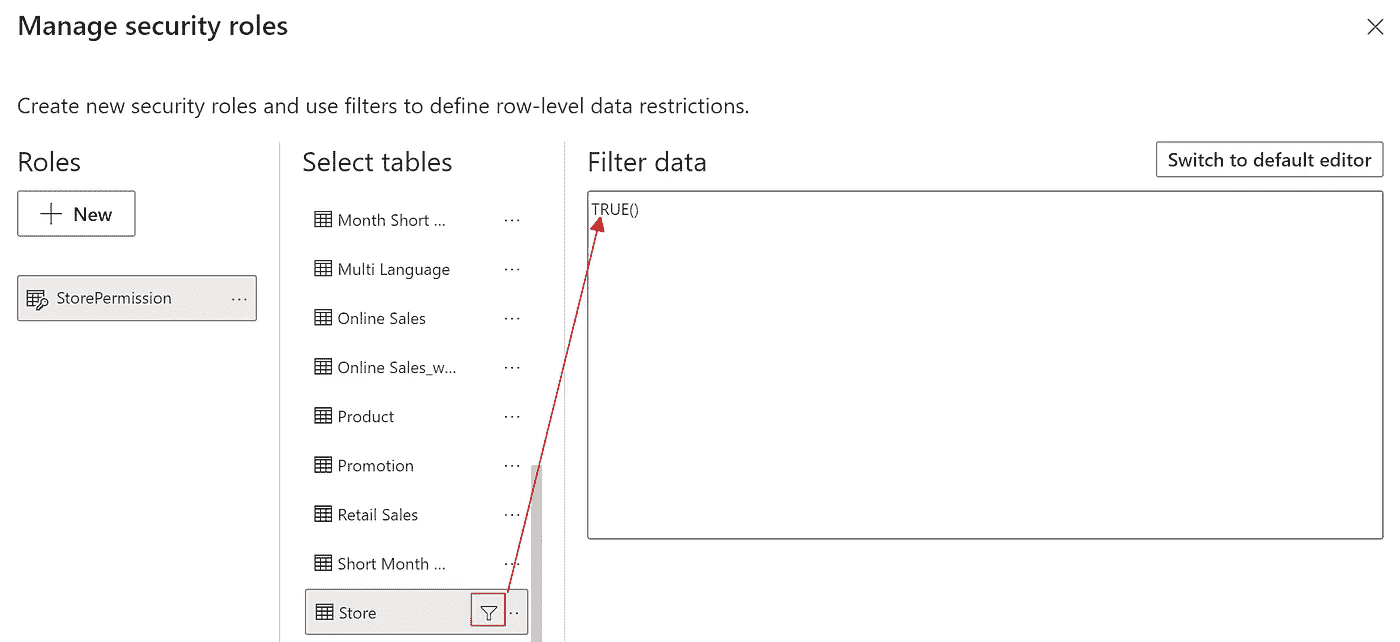 Manage security roles
Create new security roles and use filters to define row-level data restrictions.
Roles
New
StorePermission
Select tables
Month Short ...
Multi Language
Online Sales
Online Sales_w...
Product
Promotion
Retail Sales
Short Month ...
Store
Filter data
Switch to default editor
TRUE()